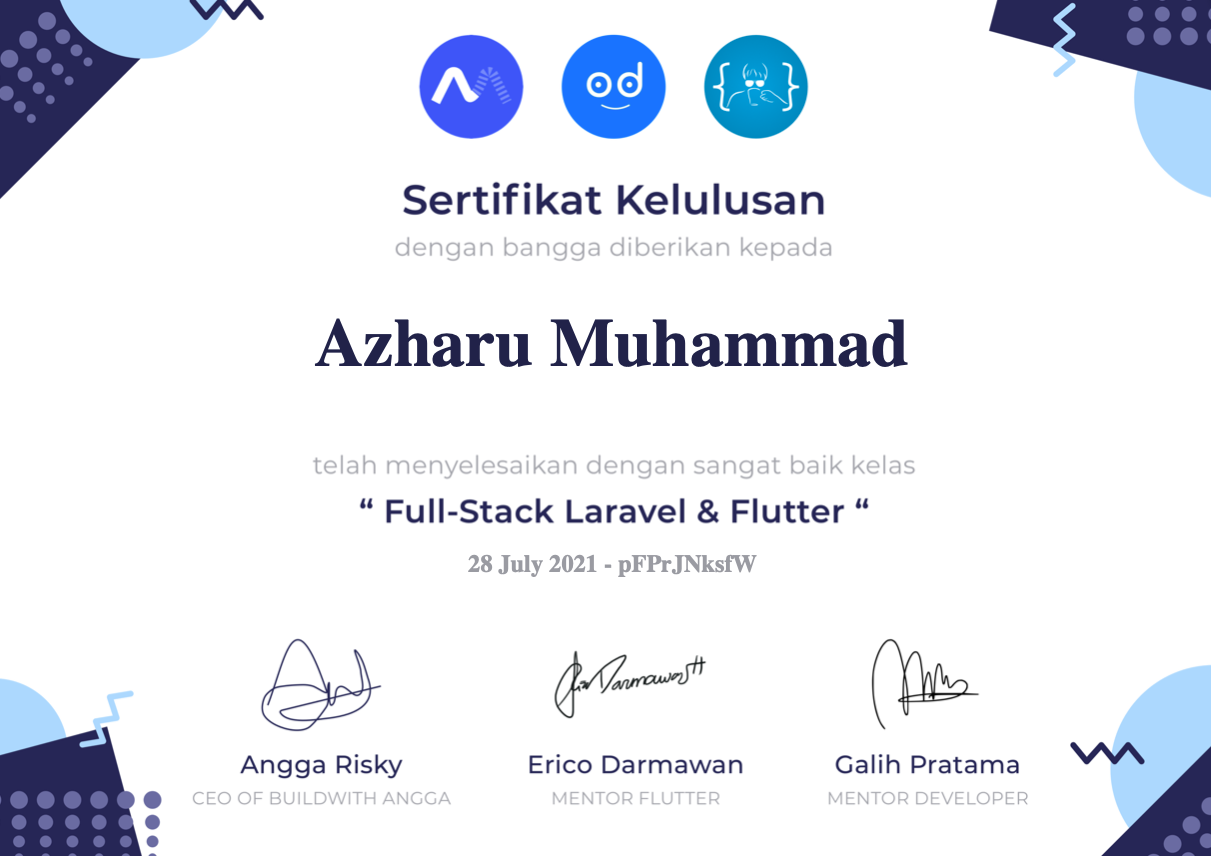 od
Sertifikat Kelulusan
dengan bangga diberikan kepada
Azharu Muhammad
telah menyelesaikan dengan sangat baik kelas
“ Full-Stack Laravel & Flutter “
28 July 2021 - pFPrJNksfW
Angga Risky
Erico Darmawan
Galih Pratama
CEO OF BUILDWITH ANGGA
MENTOR FLUTTER
MENTOR DEVELOPER